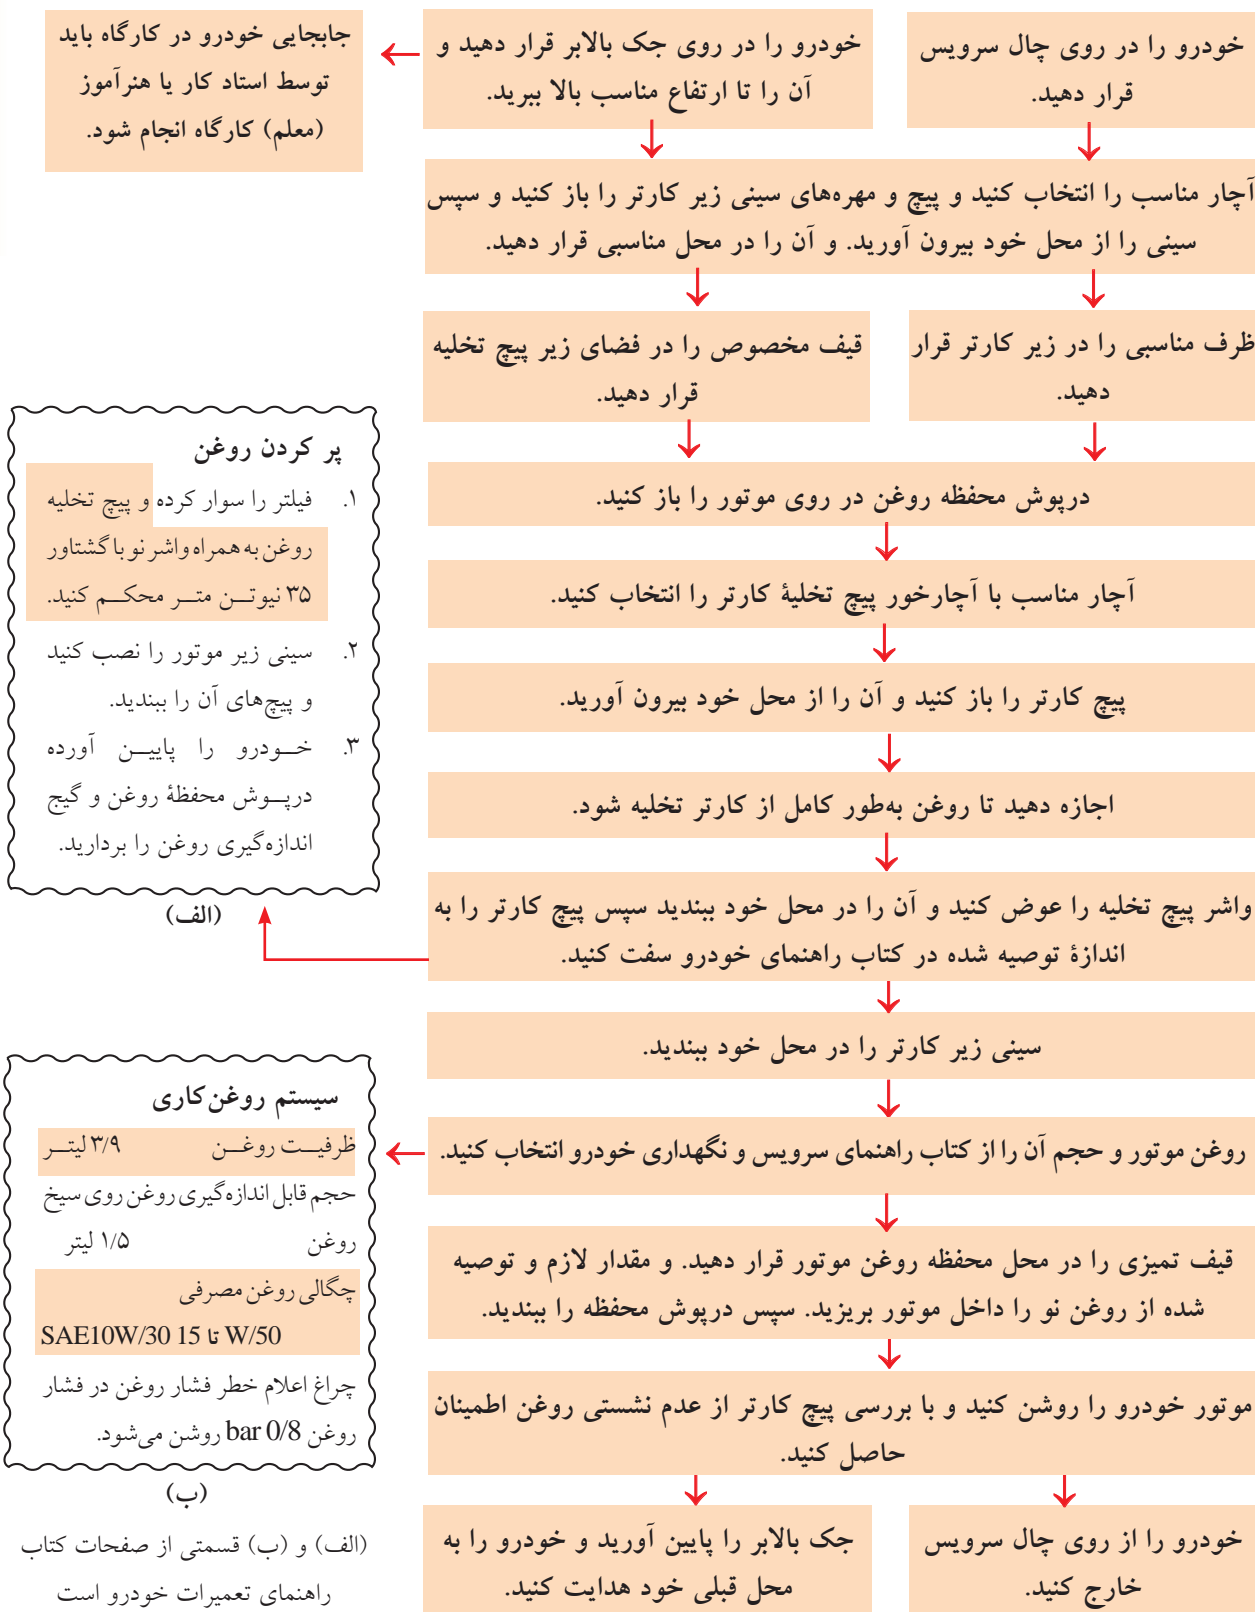 خودرو را در روی چال سرویس
قرار دهید.
خودرو را در روی جک بالابر قرار دهید و
آن را تا ارتفاع مناسب بالا ببرید.
جابجایی خودرو در کارگاه باید
توسط استاد کار یا هنرآموز
(معلم) کارگاه انجام شود.
آچار مناسب را انتخاب کنید و پیچ و مهره‌های سینی زیر کارتر را باز کنید و سپس
سینی را از محل خود بیرون آورید. و آن را در محل مناسبی قرار دهید.
ظرف مناسبی را در زیر کارتر قرار
دهید.
قیف مخصوص را در فضای زیر پیچ تخلیه
قرار دهید.
درپوش محفظه روغن در روی موتور را باز کنید.
آچار مناسب با آچارخور پیچ تخلیهٔ کارتر را انتخاب کنید.
پیچ کارتر را باز کنید و آن را از محل خود بیرون آورید.
اجازه دهید تا روغن به‌طور کامل از کارتر تخلیه شود.
واشر پیچ تخلیه را عوض کنید و آن را در محل خود ببندید سپس پیچ کارتر را به
اندازهٔ توصیه شده در کتاب راهنمای خودرو سفت کنید.
سینی زیر کارتر را در محل خود ببندید.
روغن موتور و حجم آن را از کتاب راهنمای سرویس و نگهداری خودرو انتخاب کنید.
قیف تمیزی را در محل محفظه روغن موتور قرار دهید. و مقدار لازم و توصیه
شده از روغن نو را داخل موتور بریزید. سپس درپوش محفظه را ببندید.
موتور خودرو را روشن کنید و با بررسی پیچ کارتر از عدم نشستی روغن اطمینان
حاصل کنید.
خودرو را از روی چال سرویس
خارج کنید.
جک بالابر را پایین آورید و خودرو را به
محل قبلی خود هدایت کنید.
پر کردن روغن
۱. فیلتر را سوار کرده و پیچ تخلیه
روغن به همراه واشر نو با گشتاور
۳۵ نیوتن متر محکم کنید.
۲. سینی زیر موتور را نصب کنید
و پیچ‌های آن را ببندید.
۳. خودرو را پایین آورده
درپوش محفظهٔ روغن و گیج
اندازه‌گیری روغن را بردارید.
(الف)
سیستم روغن‌کاری
ظرفیت روغن ۳/۹ لیتر
حجم قابل اندازه‌گیری روغن روی سیخ
روغن ۱/۵ لیتر
چگالی روغن مصرفی
SAE10W/30 تا 15 W/50
چراغ اعلام خطر فشار روغن در فشار
روغن 0/8 bar روشن می‌شود.
(ب)
(الف) و (ب) قسمتی از صفحات کتاب
راهنمای تعمیرات خودرو است